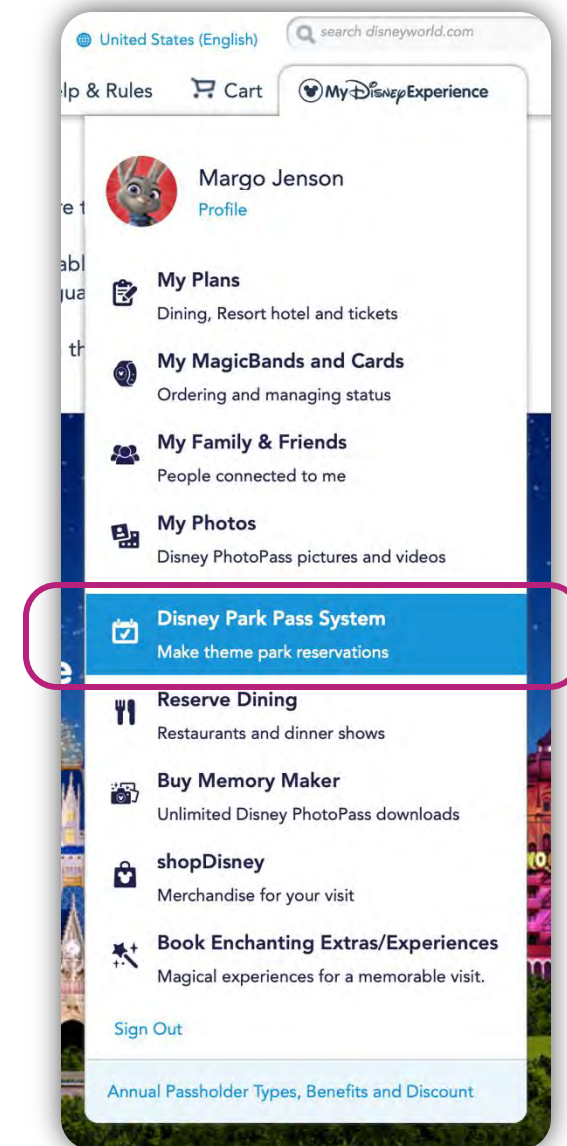 United States (English)
search disneyworld.com
lp & Rules
Cart
My Disney Experience
Margo Jenson
Profile
re t
abl
gua
th
My Plans
Dining, Resort hotel and tickets
My MagicBands and Cards
Ordering and managing status
My Family & Friends
People connected to me
My Photos
Disney PhotoPass pictures and videos
Disney Park Pass System
Make theme park reservations
e
Reserve Dining
Restaurants and dinner shows
Buy Memory Maker
Unlimited Disney PhotoPass downloads
shopDisney
Merchandise for your visit
Book Enchanting Extras/Experiences
Magical experiences for a memorable visit.
Sign Out
Annual Passholder Types, Benefits and Discount